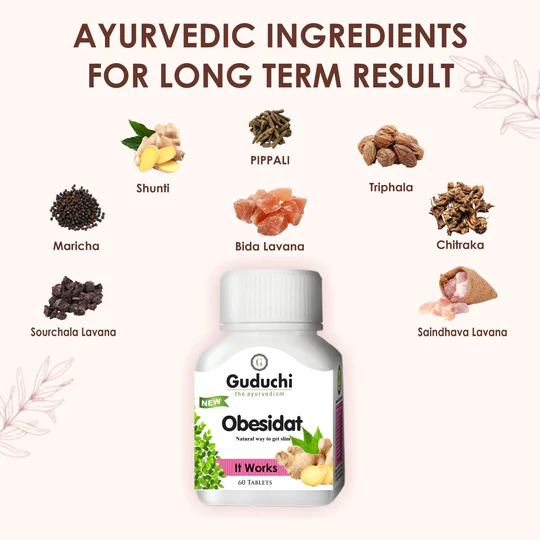 AYURVEDIC INGREDIENTS
FOR LONG TERM RESULT
PIPPALI
Shunti
Triphala
Maricha
Bida Lavana
Chitraka
Sourchala Lavana
Saindhava Lavana
G
Guduchi
the ayurvedism
NEW
Obesidat
Natural way to get slim
It Works
60 TABLETS